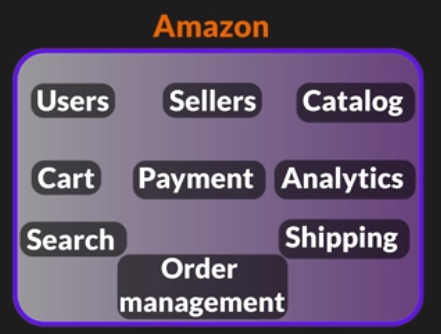 Amazon
Users
Sellers
Catalog
Cart
Payment
Analytics
Search
Shipping
Order
management